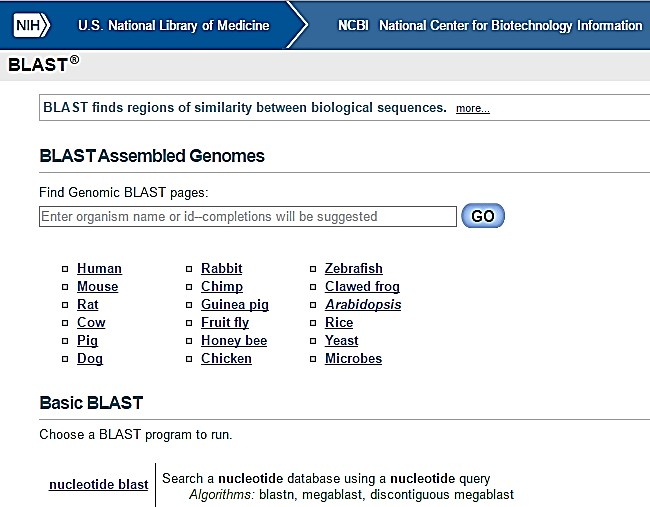 NIH U.S. National Library of Medicine NCBI National Center for Biotechnology Information
BLAST®
BLAST finds regions of similarity between biological sequences. more...
BLAST Assembled Genomes
Find Genomic BLAST pages:
Enter organism name or id–completions will be suggested GO
Human Rabbit Zebrafish
Mouse Chimp Clawed frog
Rat Guinea pig Arabidopsis
Cow Fruit fly Rice
Pig Honey bee Yeast
Dog Chicken Microbes
Basic BLAST
Choose a BLAST program to run.
nucleotide blast Search a nucleotide database using a nucleotide query
Algorithms: blastn, megablast, discontiguous megablast